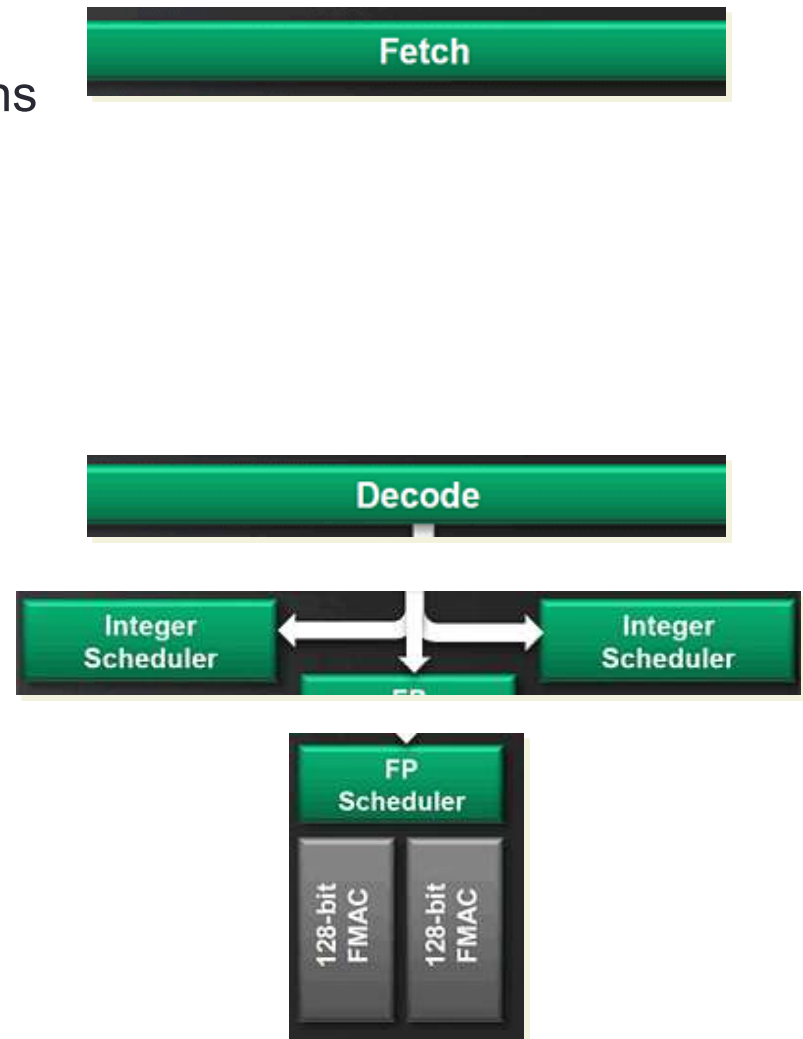 Fetch
ns
Decode
Integer
Scheduler
Integer
Scheduler
FP
Scheduler
128-bit
FMAC
128-bit
FMAC